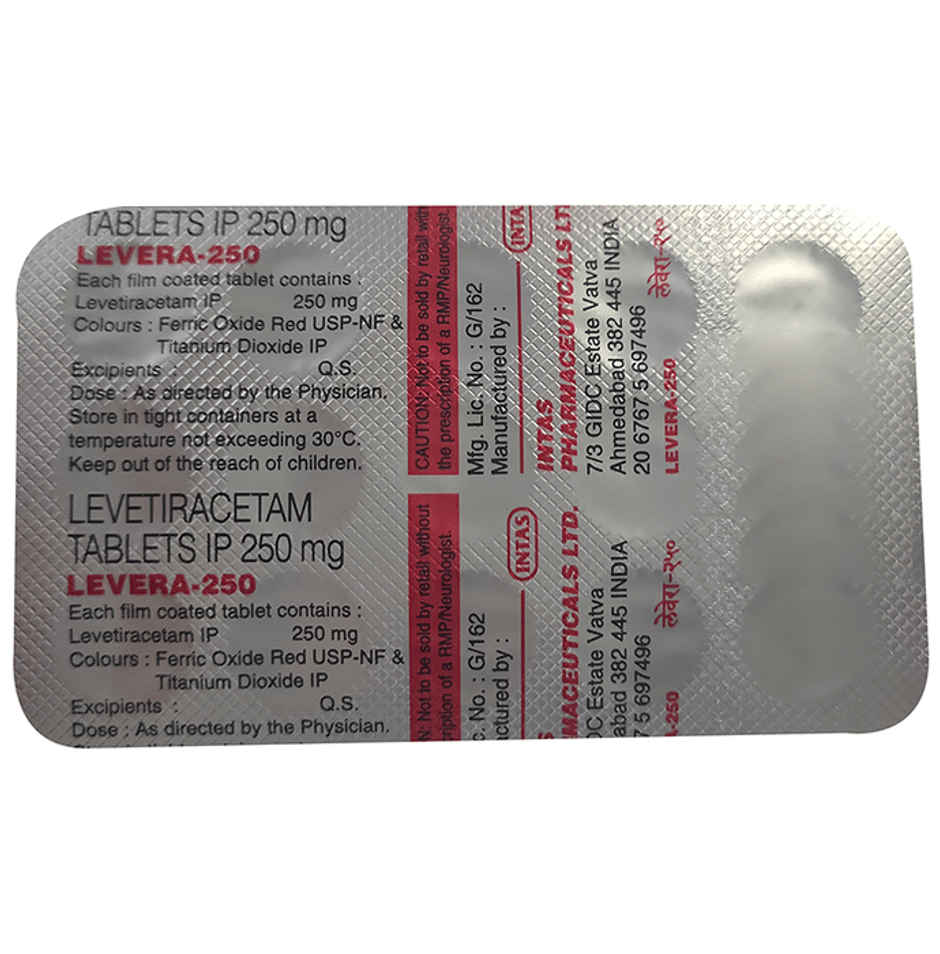 TABLETS IP 250 mg
LEVERA-250
Each film coated tablet contains :
Levetiracetam IP 250 mg
Colours : Ferric Oxide Red USP-NF &
Titanium Dioxide IP
Excipients : Q.S.
Dose : As directed by the Physician.
Store in tight containers at a
temperature not exceeding 30°C.
Keep out of the reach of children.
LEVETIRACETAM
TABLETS IP 250 mg
LEVERA-250
Each film coated tablet contains :
Levetiracetam IP 250 mg
Colours : Ferric Oxide Red USP-NF &
Titanium Dioxide IP
Excipients : Q.S.
Dose : As directed by the Physician.
CAUTION: Not to be sold by retail with
the prescription of a RMP/Neurologist.
Mfg. Lic. No.: G/162
Manufactured by :
INTA
INTAS
PHARMACEUTICALS LT
7/3 GIDC Estate Vatva
Ahmedabad 382 445 INDIA
20 6767 5 697496
LEVERA-250 लेवेरा-२५०
N: Not to be sold by retail without
ription of a RMP/Neurologist.
c. No.: G/162
actured by :
INTAS
S
MACEUTICALS LTD.
DC Estate Vatva
abad 382 445 INDIA
7 5 697496
A-250 लेवेरा-२५०